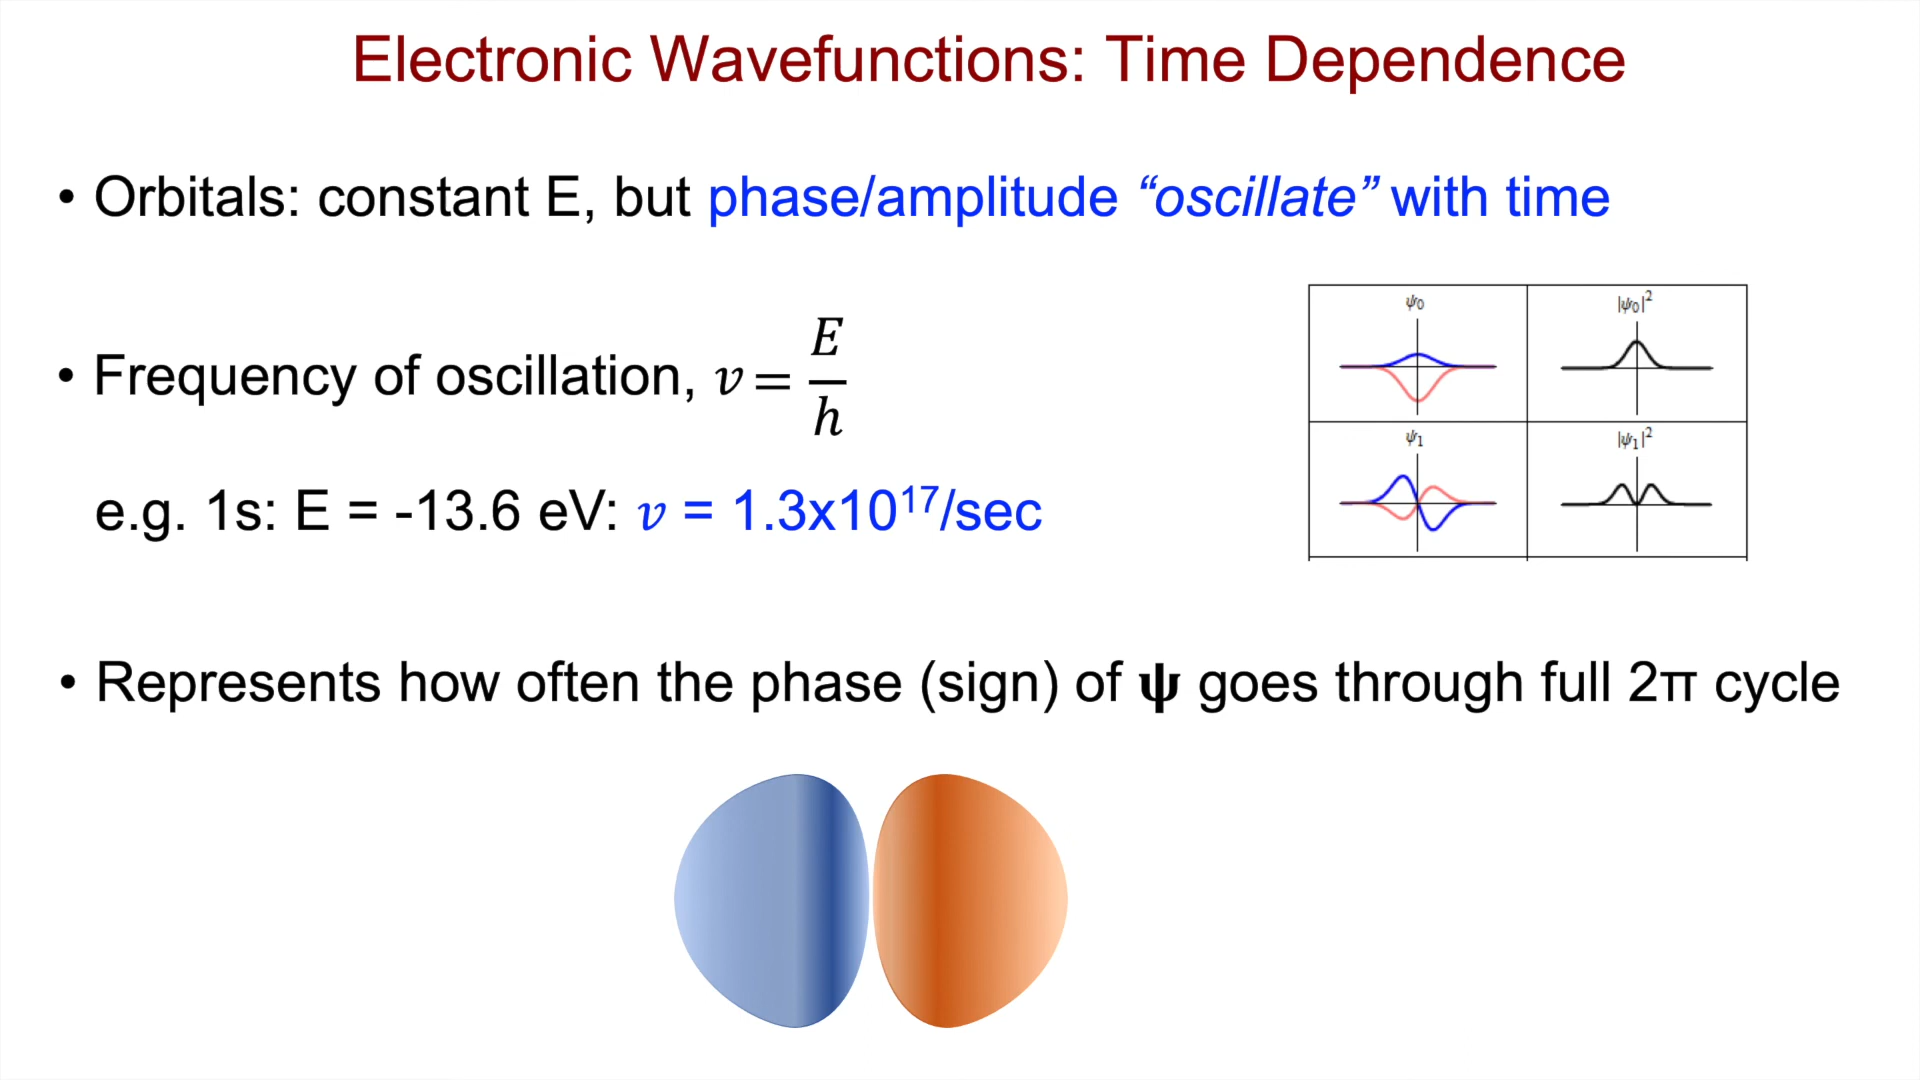 Electronic Wavefunctions: Time Dependence
• Orbitals: constant E, but phase/amplitude “oscillate” with time
• Frequency of oscillation, ν = E/h
e.g. 1s: E = -13.6 eV: ν = 1.3x10¹⁷/sec
ψ₀ |ψ₀|²
ψ₁ |ψ₁|²
• Represents how often the phase (sign) of ψ goes through full 2π cycle